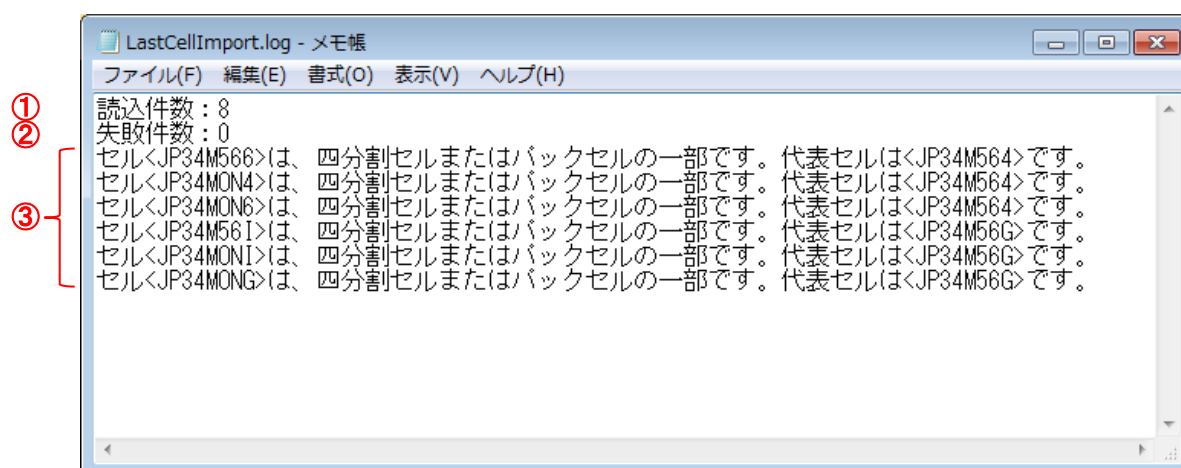 LastCellImport.log - メモ帳
ファイル(F) 編集(E) 書式(O) 表示(V) ヘルプ(H)
① 読込件数：8
② 失敗件数：0
セル<JP34M566>は、四分割セルまたはパックセルの一部です。代表セルは<JP34M564>です。
セル<JP34MON4>は、四分割セルまたはパックセルの一部です。代表セルは<JP34M564>です。
③ セル<JP34MON6>は、四分割セルまたはパックセルの一部です。代表セルは<JP34M564>です。
セル<JP34M56I>は、四分割セルまたはパックセルの一部です。代表セルは<JP34M56G>です。
セル<JP34MONI>は、四分割セルまたはパックセルの一部です。代表セルは<JP34M56G>です。
セル<JP34MONG>は、四分割セルまたはパックセルの一部です。代表セルは<JP34M56G>です。